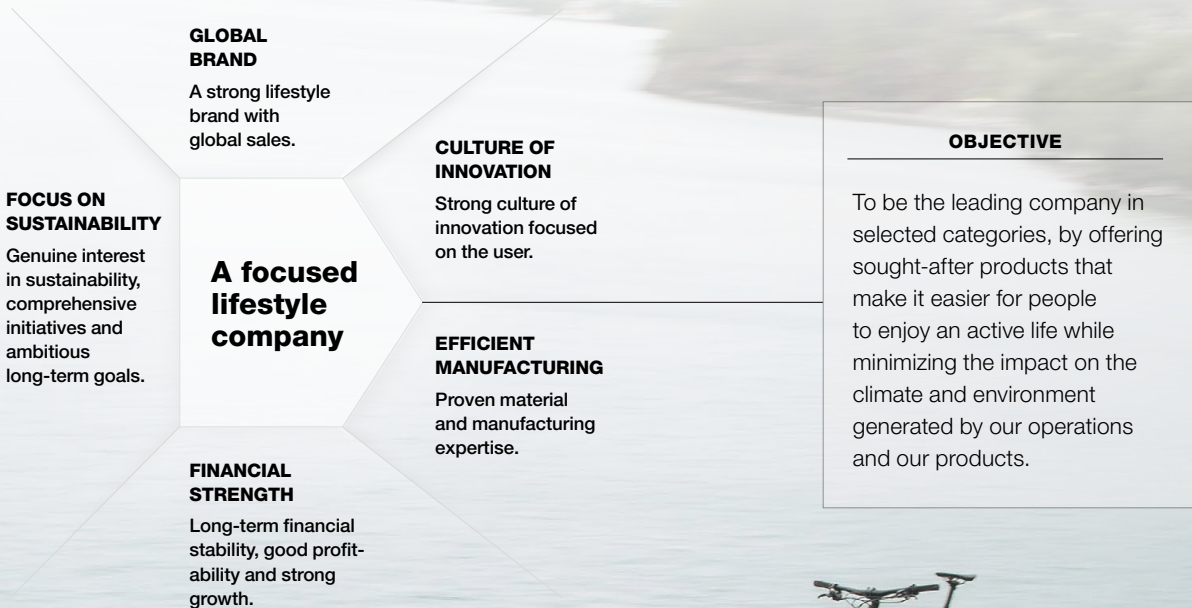 GLOBAL
BRAND
A strong lifestyle
brand with
global sales.
CULTURE OF
INNOVATION
Strong culture of
innovation focused
on the user.
FOCUS ON
SUSTAINABILITY
Genuine interest
in sustainability,
comprehensive
initiatives and
ambitious
long-term goals.
A focused
lifestyle
company
EFFICIENT
MANUFACTURING
Proven material
and manufacturing
expertise.
FINANCIAL
STRENGTH
Long-term financial
stability, good profit-
ability and strong
growth.
OBJECTIVE
To be the leading company in
selected categories, by offering
sought-after products that
make it easier for people
to enjoy an active life while
minimizing the impact on the
climate and environment
generated by our operations
and our products.